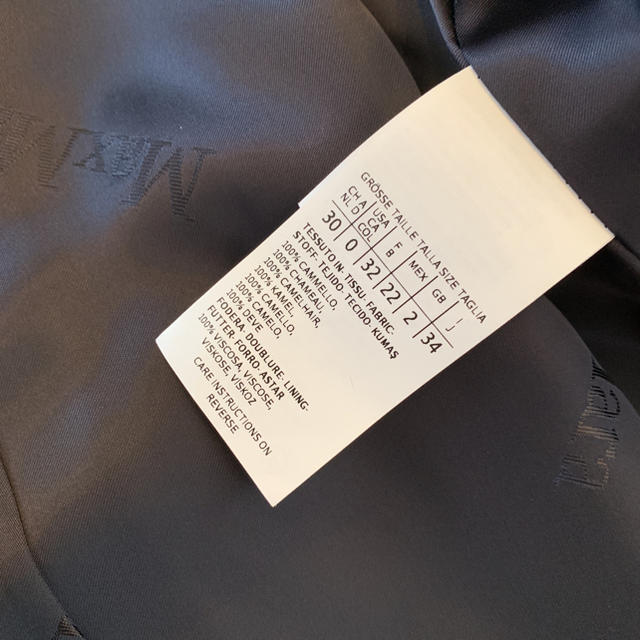 GRÖSSE TAILLE TALLA SIZE TAGLIA
CH A USA F MEX GB I
NL D CA COL B J
30 0 32 22 2 34
TESSUTO IN-TISSU-FABRIC-
STOFF-TEJIDO-TECIDO-KUMAŞ
100% CAMMELLO,
100% CHAMEAU,
100% CAMELHAIR,
100% KAMEL,
100% CAMELLO,
100% CAMELO,
100% DEVE
FODERA-DOUBLURE-LINING-
FUTTER-FORRO-ASTAR
100% VISCOSA, VISCOSE,
VISKOSE, VISKOZ
CARE INSTRUCTIONS ON
REVERSE